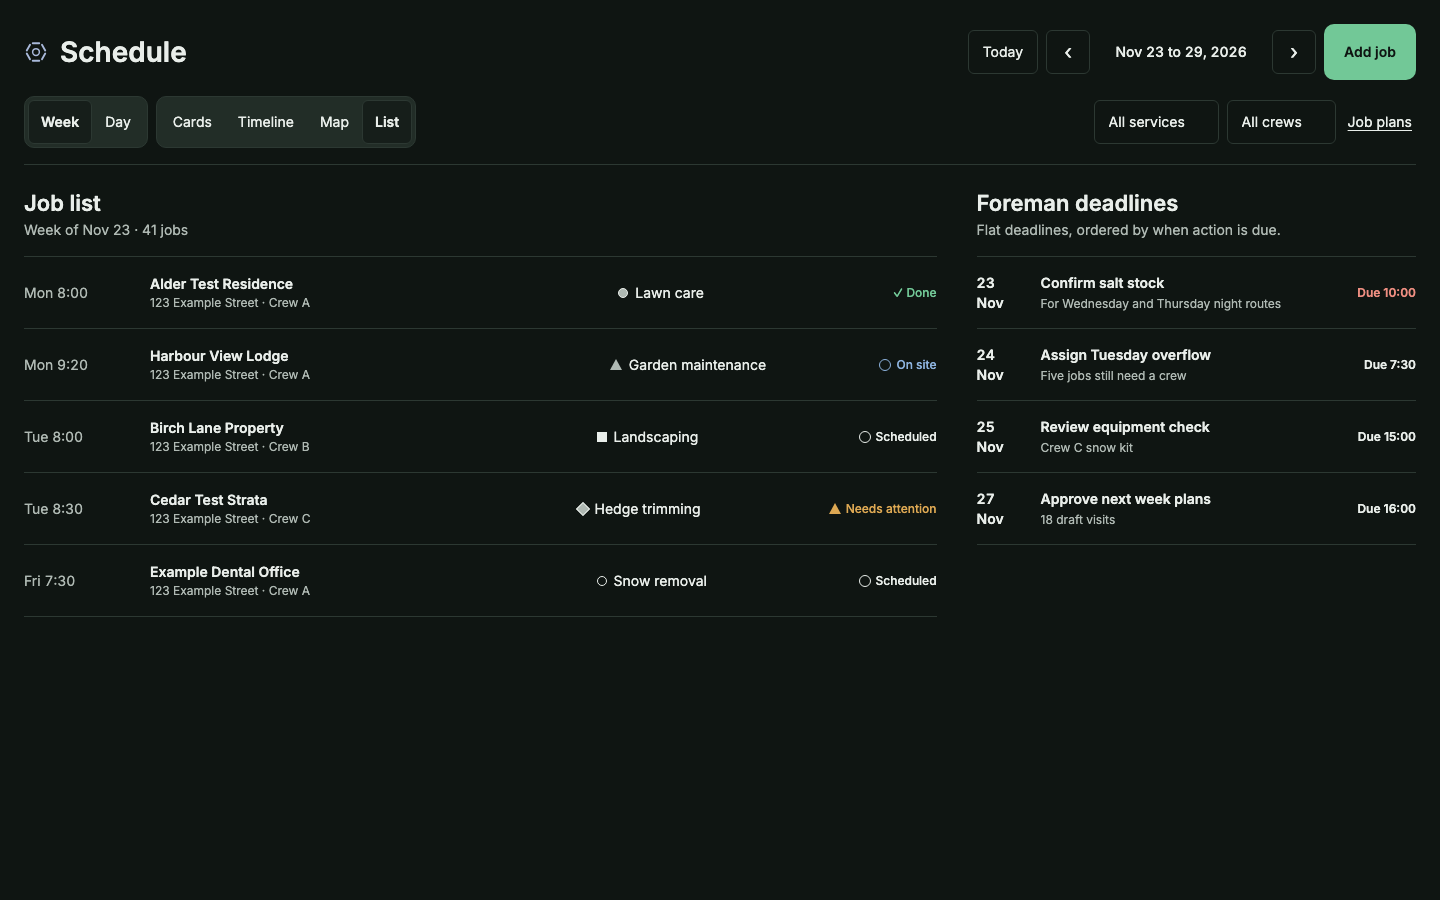 Schedule
Today
Nov 23 to 29, 2026
Add job
Week
Day
Cards
Timeline
Map
List
All services
All crews
Job plans
Job list
Week of Nov 23 · 41 jobs
Mon 8:00
Alder Test Residence
123 Example Street · Crew A
Lawn care
Done
Mon 9:20
Harbour View Lodge
123 Example Street · Crew A
Garden maintenance
On site
Tue 8:00
Birch Lane Property
123 Example Street · Crew B
Landscaping
Scheduled
Tue 8:30
Cedar Test Strata
123 Example Street · Crew C
Hedge trimming
Needs attention
Fri 7:30
Example Dental Office
123 Example Street · Crew A
Snow removal
Scheduled
Foreman deadlines
Flat deadlines, ordered by when action is due.
23
Nov
Confirm salt stock
For Wednesday and Thursday night routes
Due 10:00
24
Nov
Assign Tuesday overflow
Five jobs still need a crew
Due 7:30
25
Nov
Review equipment check
Crew C snow kit
Due 15:00
27
Nov
Approve next week plans
18 draft visits
Due 16:00